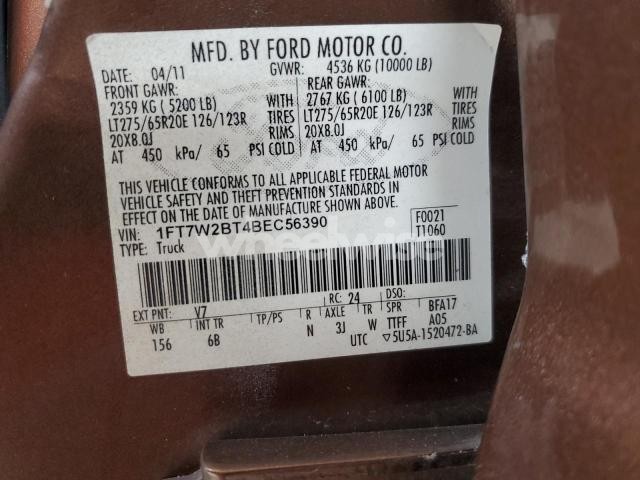 MFD. BY FORD MOTOR CO.
DATE: 04/11 GVWR: 4536 KG (10000 LB)
FRONT GAWR: REAR GAWR:
2359 KG (5200 LB) WITH 2767 KG (6100 LB) WITH
LT275/65R20E 126/123R TIRES LT275/65R20E 126/123R TIRES
20X8.0J RIMS 20X8.0J RIMS
AT 450 kPa/ 65 PSI COLD AT 450 kPa/ 65 PSI COLD
THIS VEHICLE CONFORMS TO ALL APPLICABLE FEDERAL MOTOR
VEHICLE SAFETY AND THEFT PREVENTION STANDARDS IN
EFFECT ON THE DATE OF MANUFACTURE SHOWN ABOVE.
VIN: 1FT7W2BT4BEC56390 F0021
TYPE: Truck T1060
wheelwise
EXT PNT: V7 RC: 24 DSO:
WB INT TR TP/PS R AXLE TR SPR BFA17
156 6B N 3J W TTFF A05
UTC ▽5U5A-1520472-BA